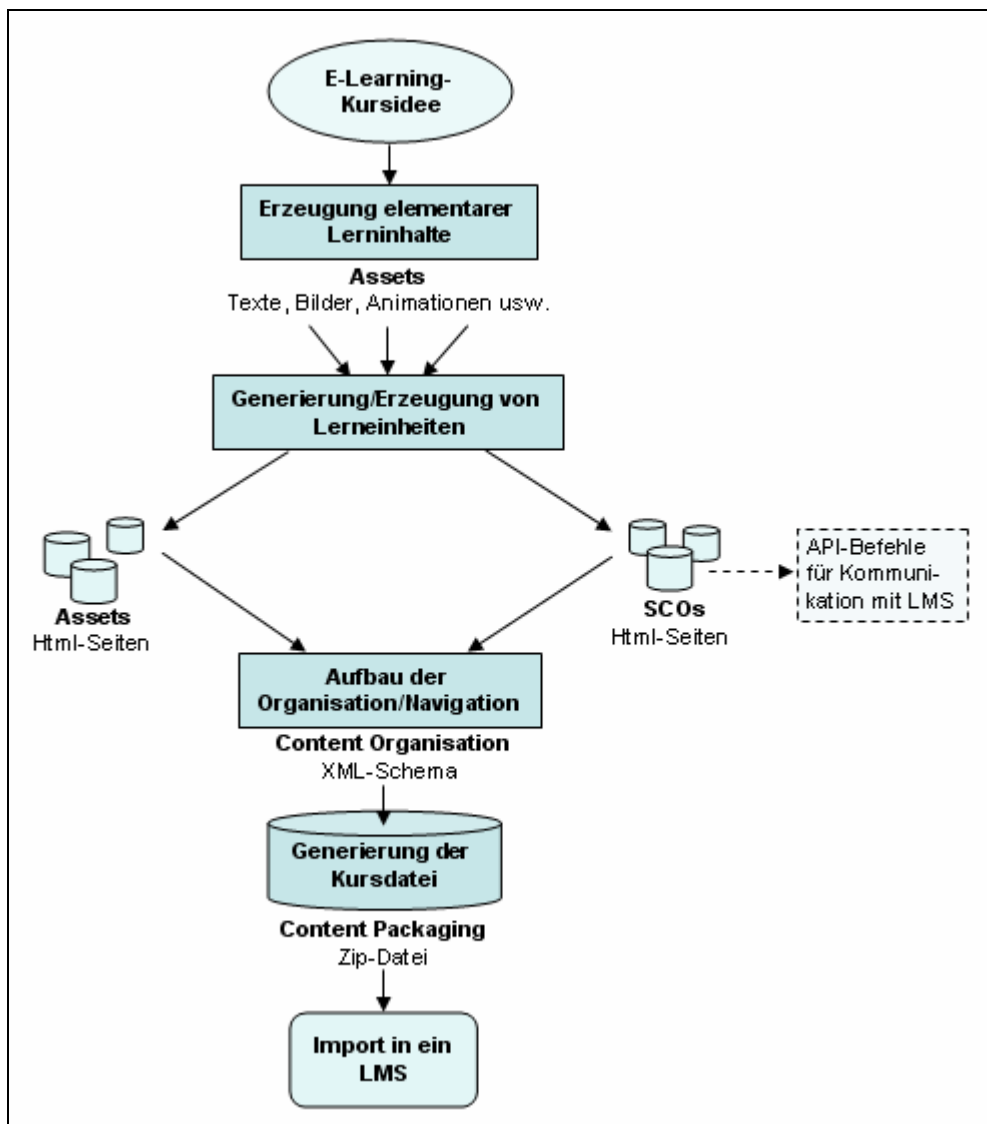 E-Learning-
Kursidee
Erzeugung elementarer
Lerninhalte
Assets
Texte, Bilder, Animationen usw.
Generierung/Erzeugung von
Lerneinheiten
Assets
Html-Seiten
SCOs
Html-Seiten
API-Befehle
für Kommuni-
kation mit LMS
Aufbau der
Organisation/Navigation
Content Organisation
XML-Schema
Generierung der
Kursdatei
Content Packaging
Zip-Datei
Import in ein
LMS